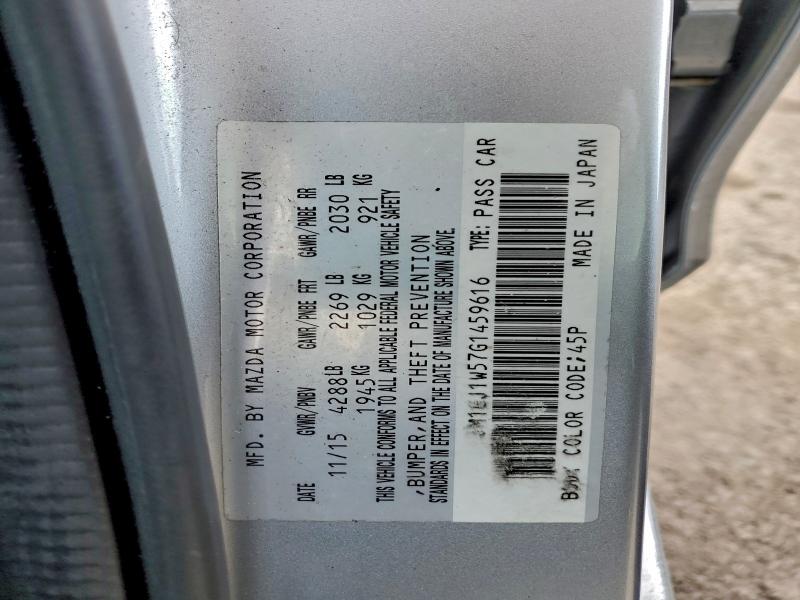 MFD. BY MAZDA MOTOR CORPORATION
DATE GVWR/PNBV GAWR/PNBE FRT GAWR/PNBE RR
11/15 4288LB 2269 LB 2030 LB
1945KG 1029 KG 921 KG
THIS VEHICLE CONFORMS TO ALL APPLICABLE FEDERAL MOTOR VEHICLE SAFETY
,BUMPER,AND THEFT PREVENTION
STANDARDS IN EFFECT ON THE DATE OF MANUFACTURE SHOWN ABOVE.
TYPE: PASS CAR
COLOR CODE:45P MADE IN JAPAN